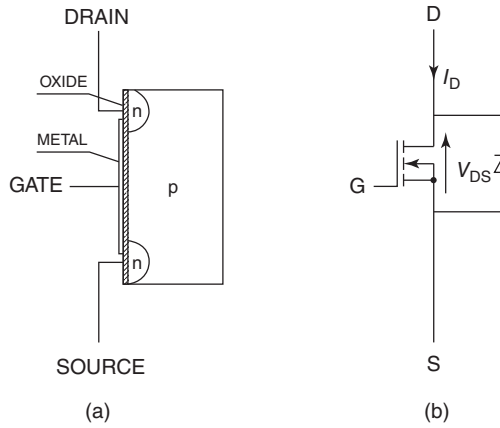 DRAIN
OXIDE
n
METAL
GATE
p
n
SOURCE
(a)
D
I_D
G
V_DS
S
(b)